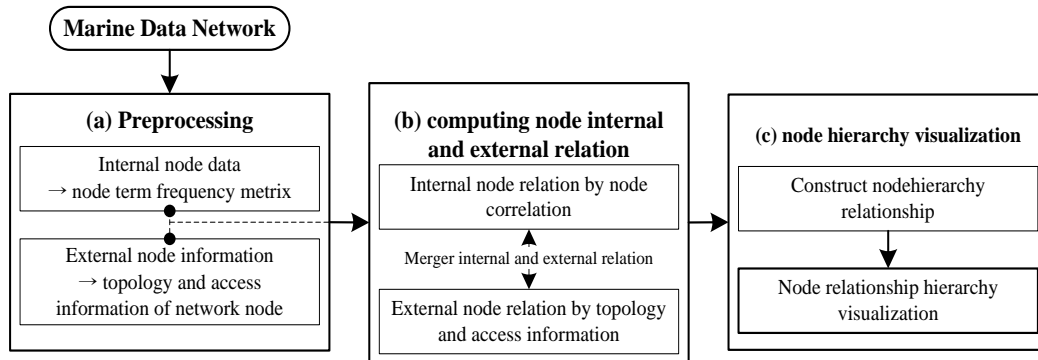 Marine Data Network
(a) Preprocessing
Internal node data
→ node term frequency metrix
External node information
→ topology and access
information of network node
(b) computing node internal
and external relation
Internal node relation by node
correlation
Merger internal and external relation
External node relation by topology
and access information
(c) node hierarchy visualization
Construct nodehierarchy
relationship
Node relationship hierarchy
visualization